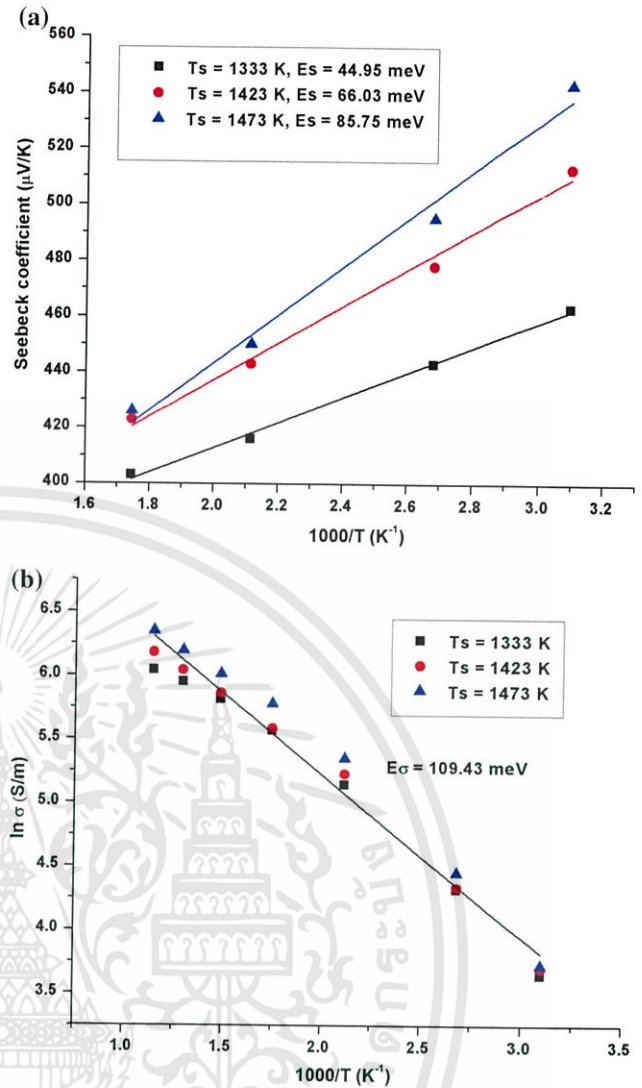 (a)
560
540
520
500
480
460
440
420
400
Seebeck coefficient (μV/K)
Ts = 1333 K, Es = 44.95 meV
Ts = 1423 K, Es = 66.03 meV
Ts = 1473 K, Es = 85.75 meV
1.6 1.8 2.0 2.2 2.4 2.6 2.8 3.0 3.2
1000/T (K⁻¹)
(b)
6.5
6.0
5.5
5.0
4.5
4.0
3.5
ln σ (S/m)
Ts = 1333 K
Ts = 1423 K
Ts = 1473 K
Eσ = 109.43 meV
1.0 1.5 2.0 2.5 3.0 3.5
1000/T (K⁻¹)